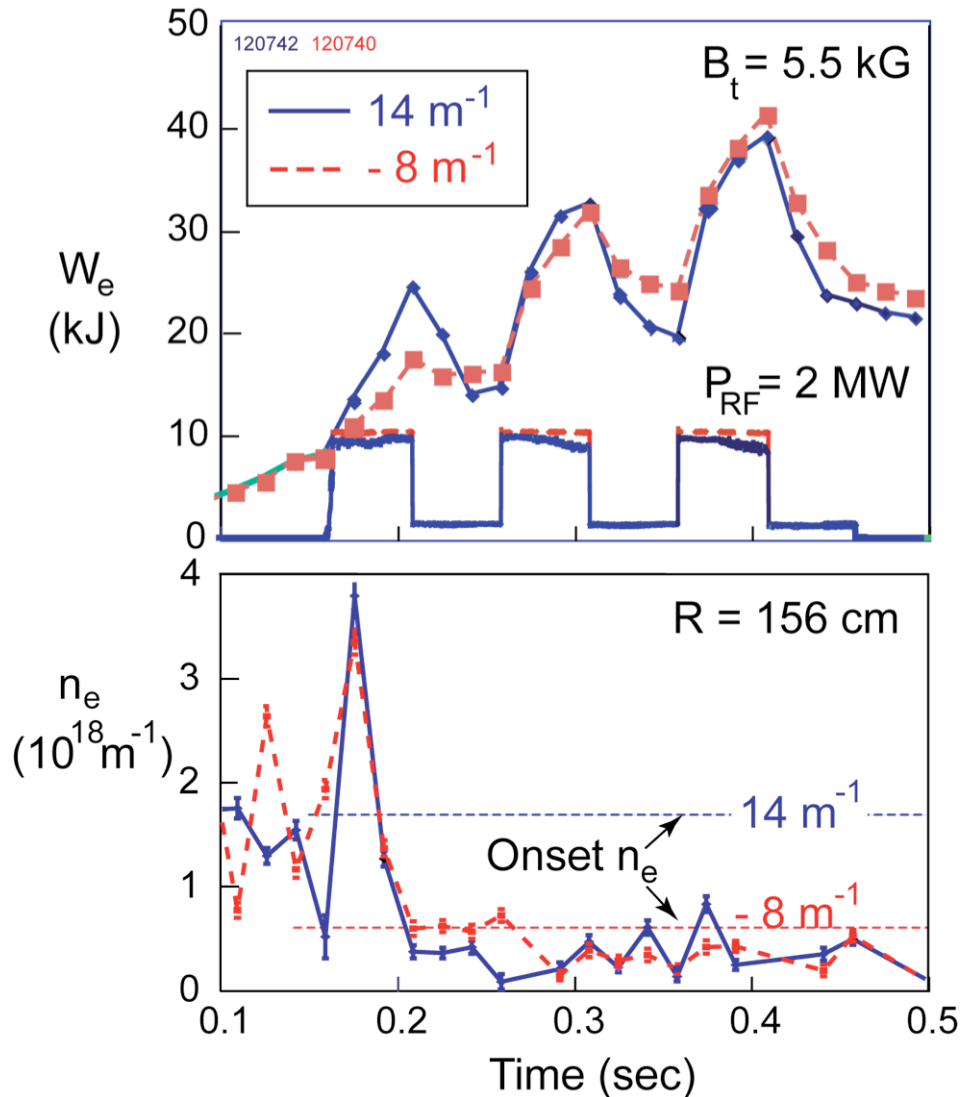 50
120742 120740
B_t = 5.5 kG
14 m^-1
- 8 m^-1
40
30
W_e
(kJ)
20
P_RF = 2 MW
10
0
4
R = 156 cm
3
n_e
(10^18 m^-1)
2
14 m^-1
Onset n_e
1
- 8 m^-1
0
0.1 0.2 0.3 0.4 0.5
Time (sec)